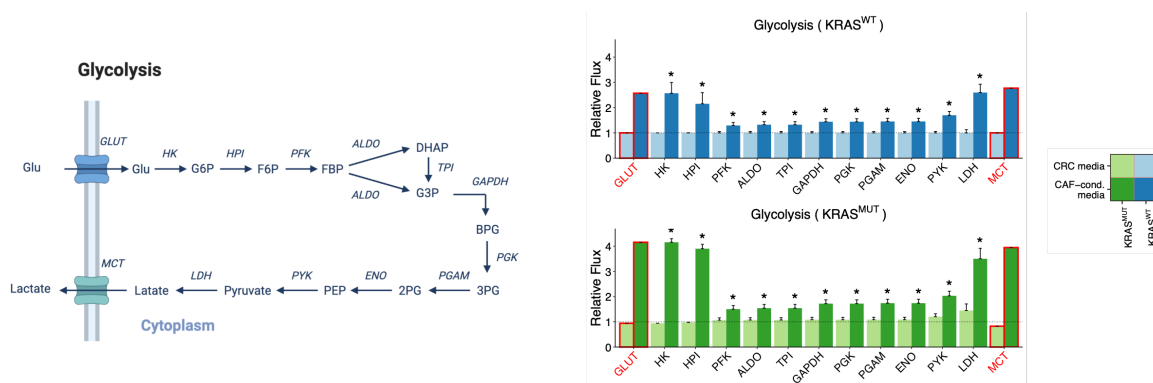 Glycolysis
GLUT
HK
HPI
PFK
ALDO
DHAP
TPI
Glu
Glu
G6P
F6P
FBP
ALDO
G3P
GAPDH
BPG
PGK
MCT
LDH
PYK
ENO
PGAM
Lactate
Latate
Pyruvate
PEP
2PG
3PG
Cytoplasm
Glycolysis ( KRAS^WT)
Relative Flux
4
3
2
1
0
* * * * * * * * * * *
GLUT HK HPI PFK ALDO TPI GAPDH PGK PGAM ENO PYK LDH MCT
Glycolysis (KRAS^MUT)
Relative Flux
4
3
2
1
0
* * * * * * * * * * *
GLUT HK HPI PFK ALDO TPI GAPDH PGK PGAM ENO PYK LDH MCT
CRC media
CAF-cond.
media
KRAS^MUT
KRAS^WT